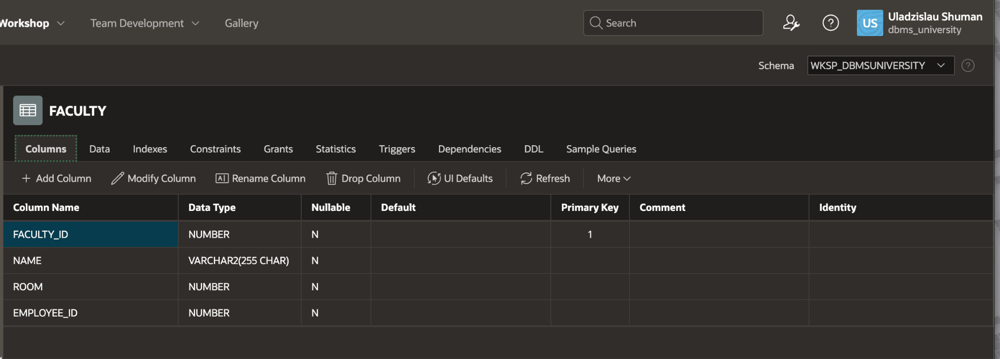 Workshop Team Development Gallery Search US Uladzislau Shuman
dbms_university
Schema WKSP_DBMSUNIVERSITY
FACULTY
Columns Data Indexes Constraints Grants Statistics Triggers Dependencies DDL Sample Queries
Add Column Modify Column Rename Column Drop Column UI Defaults Refresh More
Column Name Data Type Nullable Default Primary Key Comment Identity
FACULTY_ID NUMBER N 1
NAME VARCHAR2(255 CHAR) N
ROOM NUMBER N
EMPLOYEE_ID NUMBER N